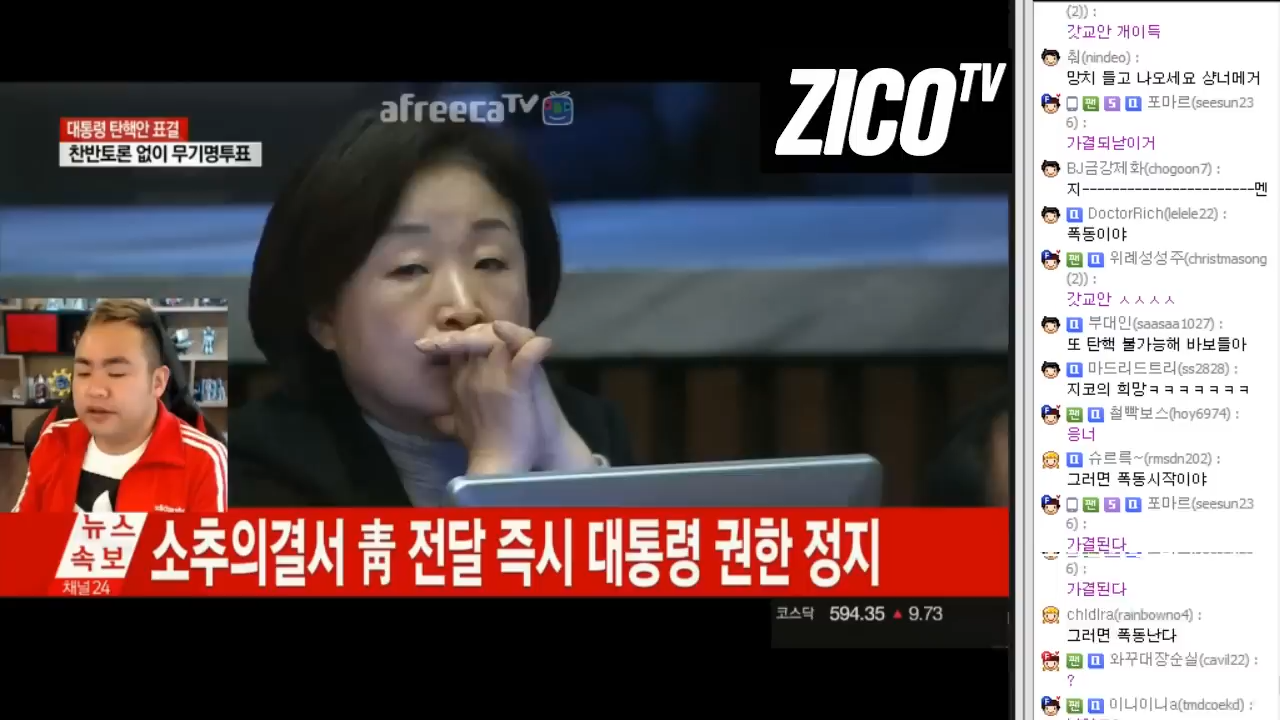 afreecaTV
ZICO TV
대통령 탄핵안 표결
찬반토론 없이 무기명투표
뉴스
속보
채널24
소추의결서 靑 전달 즉시 대통령 권한 정지
코스닥 594.35 ▲ 9.73
(2)) :
갓교안 개이득
췌(nindeo) :
망치 들고 나오세요 샹너메거
팬 S 포마르(seesun23
6) :
가결되낟이거
BJ금강제화(chogoon7) :
지------------------------멘
DoctorRich(lelele22) :
폭동이야
팬 위례성성주(christmasong
(2)) :
갓교안 ㅅㅅㅅㅅ
부대인(saasaa1027) :
또 탄핵 불가능해 바보들아
마드리드트리(ss2828) :
지코의 희망ㅋㅋㅋㅋㅋㅋㅋ
팬 철빡보스(hoy6974) :
응너
슈르륵~(rmsdn202) :
그러면 폭동시작이야
팬 S 포마르(seesun23
6) :
가결된다
6) :
가결된다
chldlra(rainbowno4) :
그러면 폭동난다
팬 와꾸대장순실(cavil22) :
?
팬 이니이니a(tmdcoekd) :